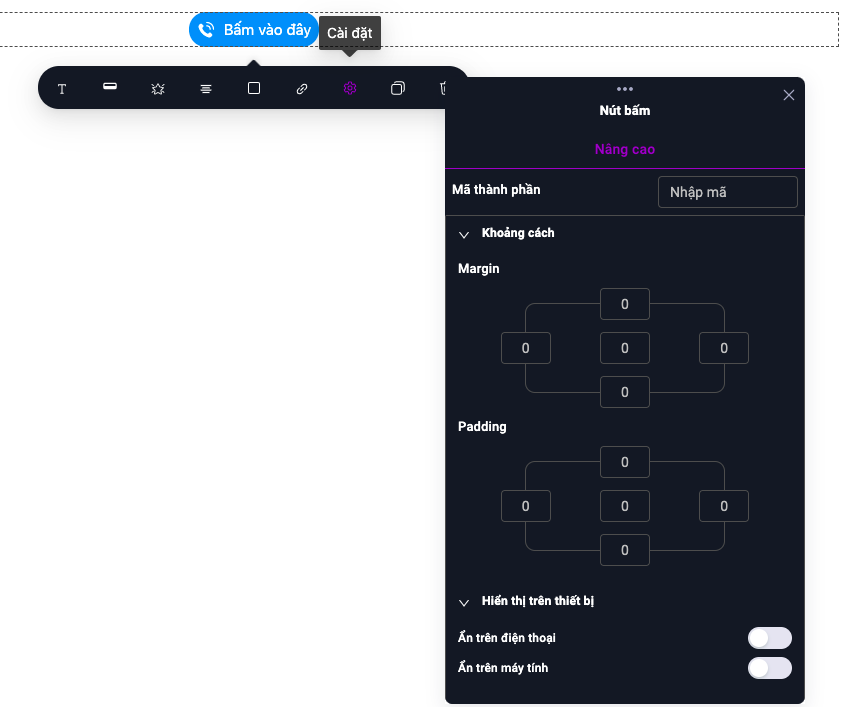 Bấm vào đây
Cài đặt
T
Nút bấm
Nâng cao
Mã thành phần
Nhập mã
Khoảng cách
Margin
0
0 0 0
0
Padding
0
0 0 0
0
Hiển thị trên thiết bị
Ẩn trên điện thoại
Ẩn trên máy tính